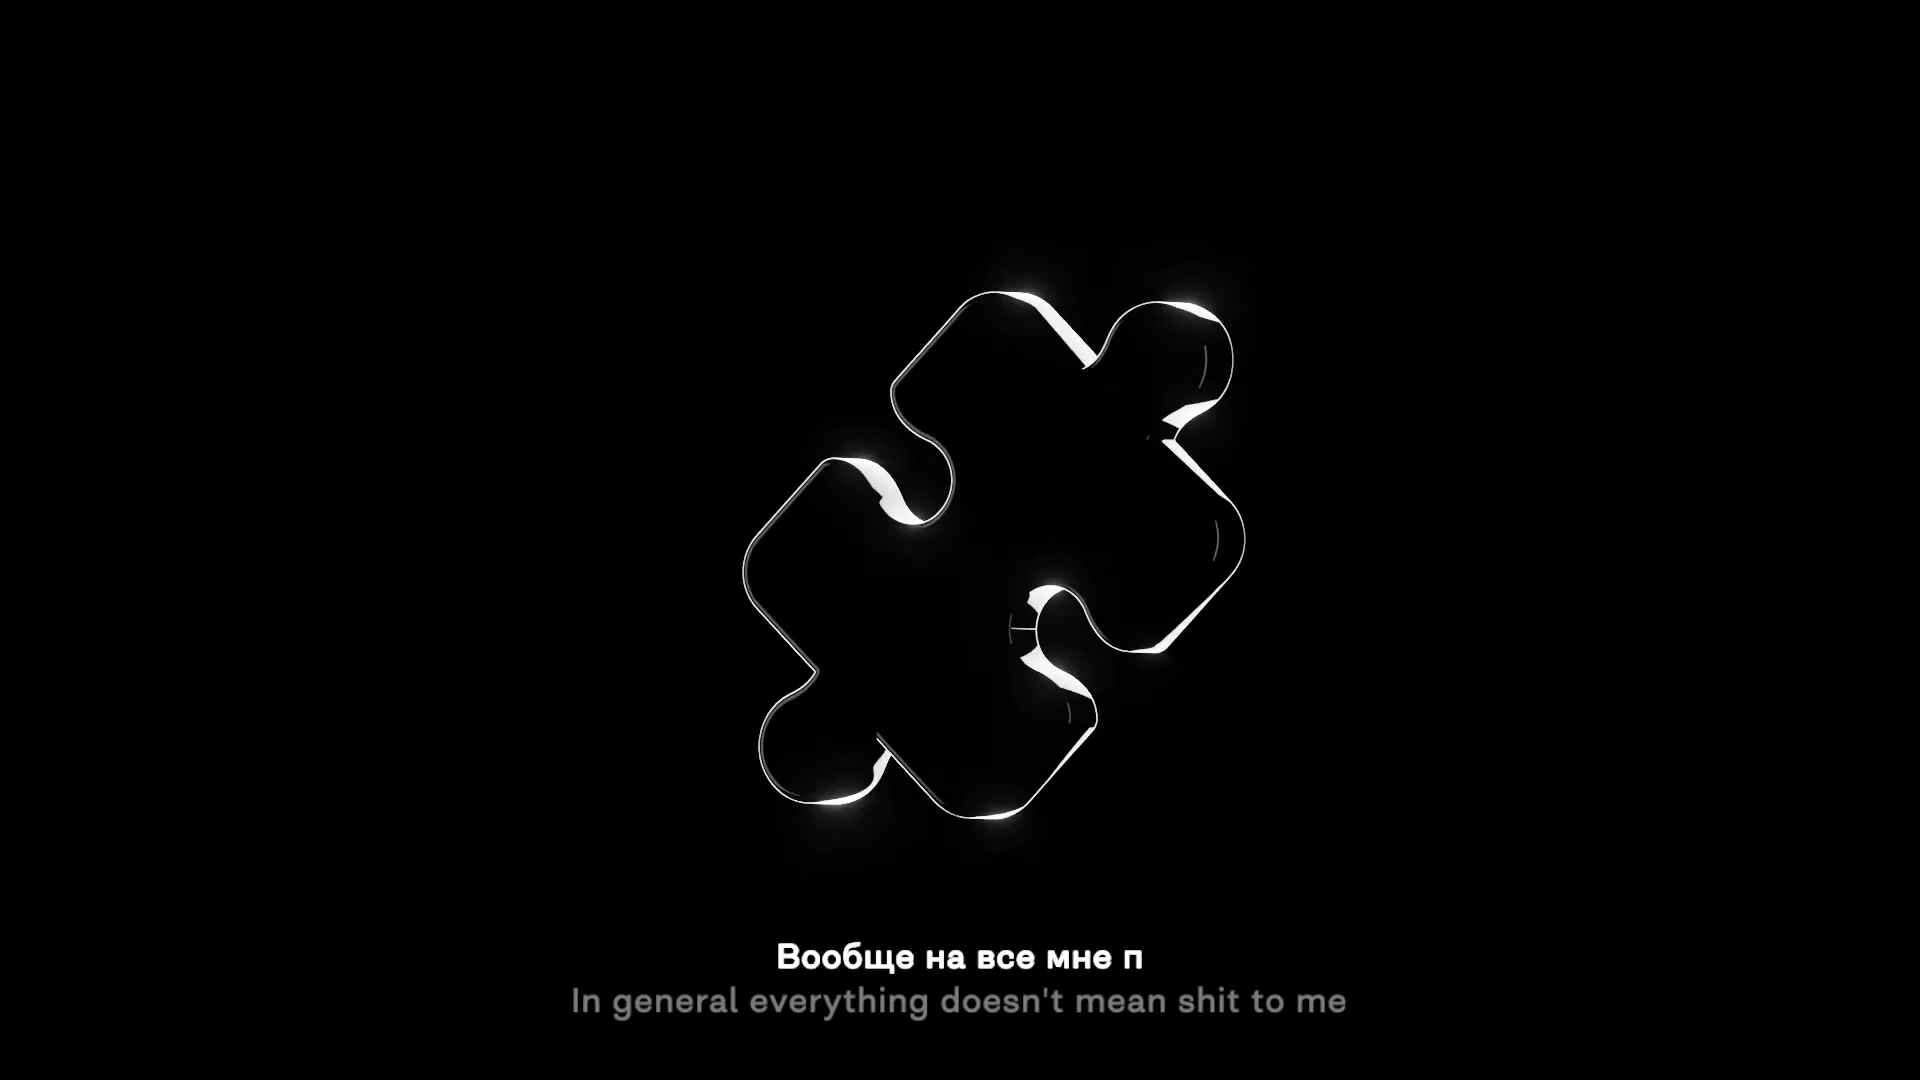 Вообще на все мне п
In general everything doesn't mean shit to me